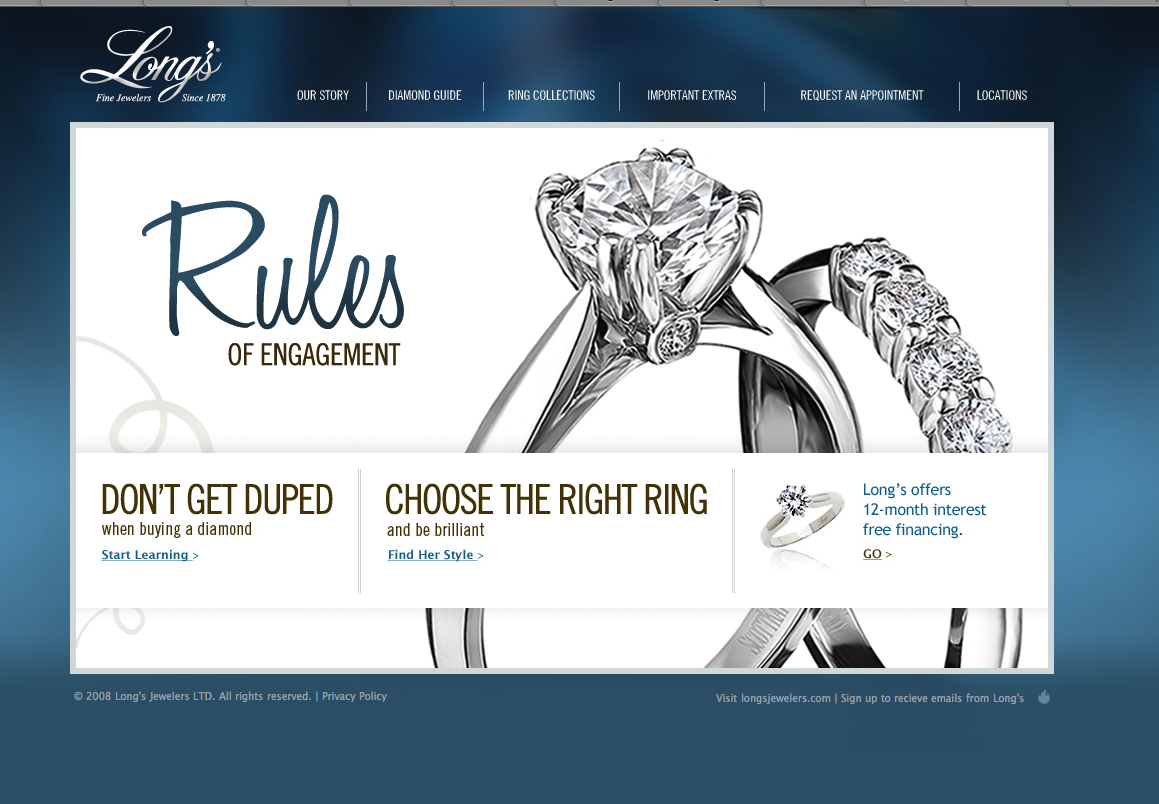 Long's
Fine Jewelers Since 1878
OUR STORY
DIAMOND GUIDE
RING COLLECTIONS
IMPORTANT EXTRAS
REQUEST AN APPOINTMENT
LOCATIONS
Rules
OF ENGAGEMENT
DON'T GET DUPED
when buying a diamond
Start Learning >
CHOOSE THE RIGHT RING
and be brilliant
Find Her Style >
Long's offers
12-month interest
free financing.
GO >
© 2008 Long's Jewelers LTD. All rights reserved. | Privacy Policy
Visit longsjewelers.com | Sign up to recieve emails from Long's